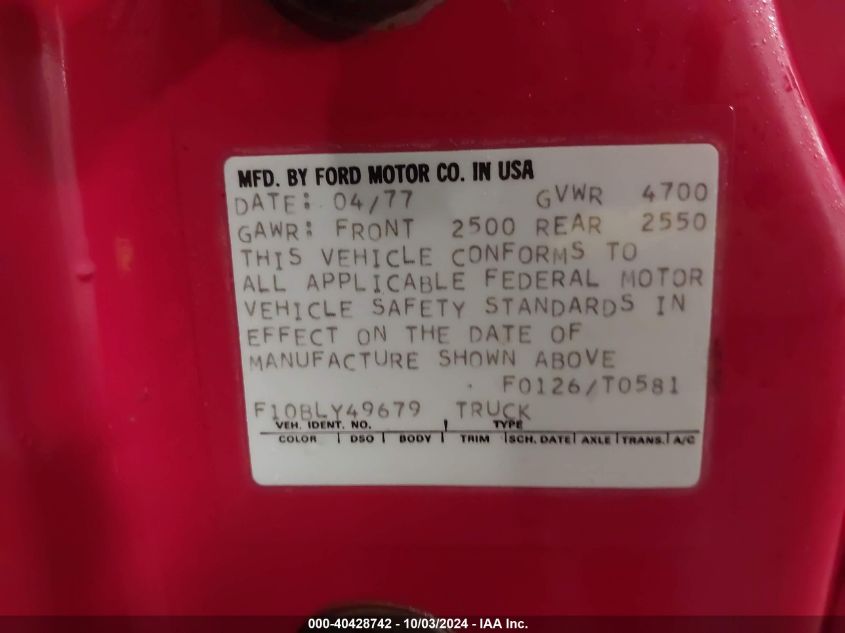 MFD. BY FORD MOTOR CO. IN USA
DATE: 04/77 GVWR 4700
GAWR: FRONT 2500 REAR 2550
THIS VEHICLE CONFORMS TO
ALL APPLICABLE FEDERAL MOTOR
VEHICLE SAFETY STANDARDS IN
EFFECT ON THE DATE OF
MANUFACTURE SHOWN ABOVE
F0126/T0581
F10BLY49679 TRUCK
VEH. IDENT. NO. TYPE
COLOR DSO BODY TRIM SCH. DATE AXLE TRANS. A/C
000-40428742 - 10/03/2024 - IAA Inc.